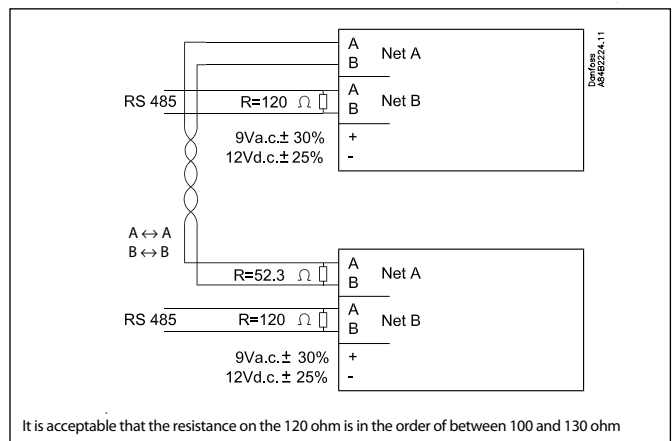 A
B
Net A
Danfoss
A84B2224.11
RS 485
R=120 Ω
A
B
Net B
9Va.c.± 30%
+
12Vd.c.± 25%
-
A ↔ A
B ↔ B
R=52.3 Ω
A
B
Net A
RS 485
R=120 Ω
A
B
Net B
9Va.c.± 30%
+
12Vd.c.± 25%
-
It is acceptable that the resistance on the 120 ohm is in the order of between 100 and 130 ohm